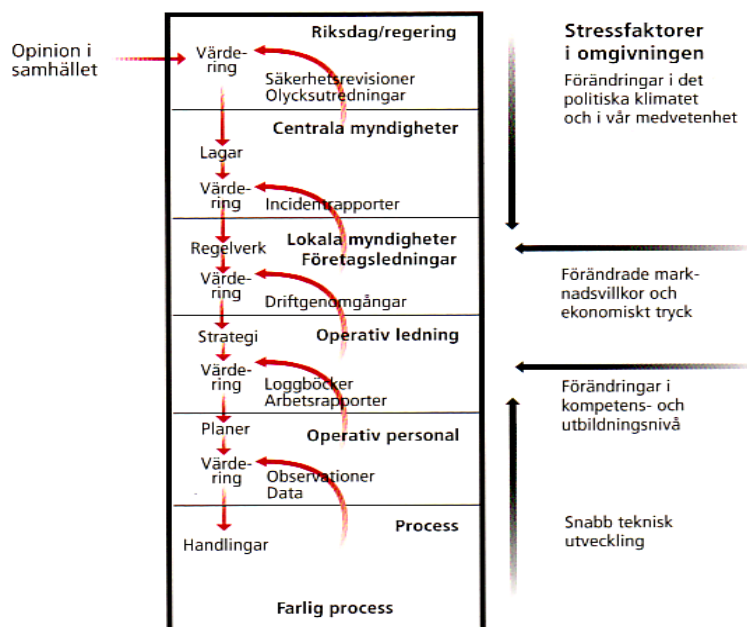 Opinion i
samhället
Riksdag/regering
Värde-
ring
Säkerhetsrevisioner
Olycksutredningar
Centrala myndigheter
Lagar
Värde-
ring
Incidentrapporter
Lokala myndigheter
Företagsledningar
Regelverk
Värde-
ring
Driftgenomgångar
Strategi
Operativ ledning
Värde-
ring
Loggböcker
Arbetsrapporter
Planer
Operativ personal
Värde-
ring
Observationer
Data
Process
Handlingar
Farlig process
Stressfaktorer
i omgivningen
Förändringar i det
politiska klimatet
och i vår medvetenhet
Förändrade mark-
nadsvillkor och
ekonomiskt tryck
Förändringar i
kompetens- och
utbildningsnivå
Snabb teknisk
utveckling